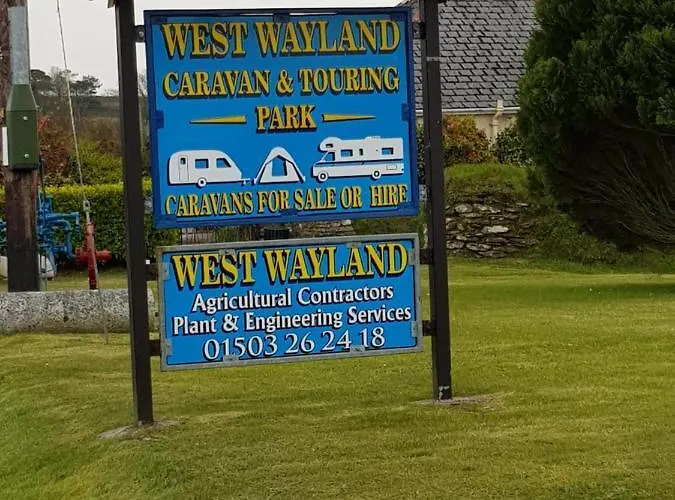 WEST WAYLAND
CARAVAN & TOURING
PARK
CARAVANS FOR SALE OR HIRE
WEST WAYLAND
Agricultural Contractors
Plant & Engineering Services
01503 26 24 18